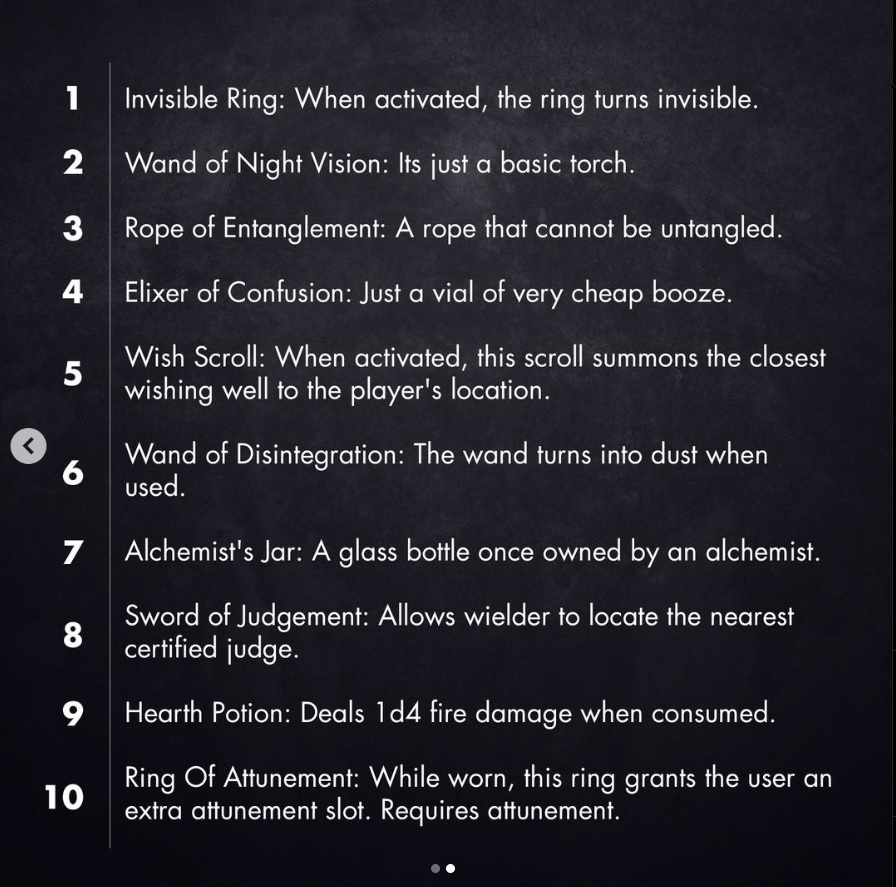 1 Invisible Ring: When activated, the ring turns invisible.
2 Wand of Night Vision: Its just a basic torch.
3 Rope of Entanglement: A rope that cannot be untangled.
4 Elixer of Confusion: Just a vial of very cheap booze.
5 Wish Scroll: When activated, this scroll summons the closest
wishing well to the player's location.
6 Wand of Disintegration: The wand turns into dust when
used.
7 Alchemist's Jar: A glass bottle once owned by an alchemist.
8 Sword of Judgement: Allows wielder to locate the nearest
certified judge.
9 Hearth Potion: Deals 1d4 fire damage when consumed.
10 Ring Of Attunement: While worn, this ring grants the user an
extra attunement slot. Requires attunement.